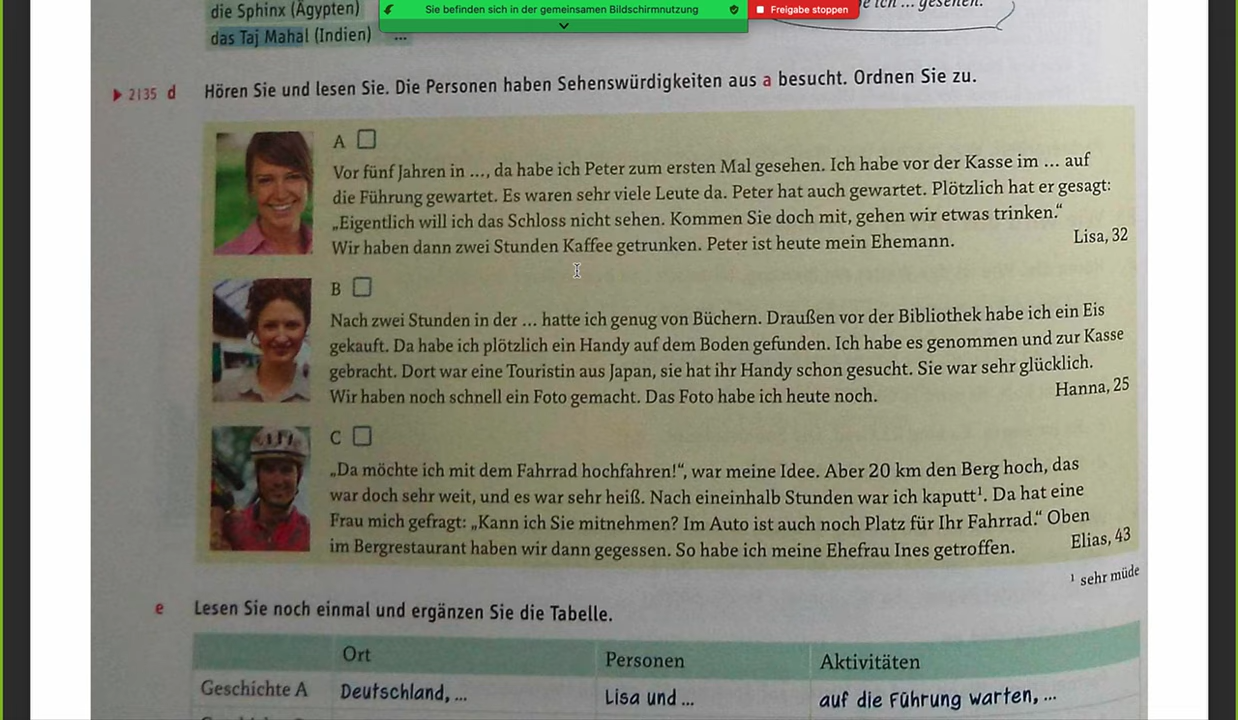 die Sphinx (Ägypten)
das Taj Mahal (Indien) ...
Sie befinden sich in der gemeinsamen Bildschirmnutzung
Freigabe stoppen
ich ... gesehen.
2|35 d Hören Sie und lesen Sie. Die Personen haben Sehenswürdigkeiten aus a besucht. Ordnen Sie zu.
A
Vor fünf Jahren in ..., da habe ich Peter zum ersten Mal gesehen. Ich habe vor der Kasse im ... auf
die Führung gewartet. Es waren sehr viele Leute da. Peter hat auch gewartet. Plötzlich hat er gesagt:
„Eigentlich will ich das Schloss nicht sehen. Kommen Sie doch mit, gehen wir etwas trinken.“
Wir haben dann zwei Stunden Kaffee getrunken. Peter ist heute mein Ehemann.
Lisa, 32
B
Nach zwei Stunden in der ... hatte ich genug von Büchern. Draußen vor der Bibliothek habe ich ein Eis
gekauft. Da habe ich plötzlich ein Handy auf dem Boden gefunden. Ich habe es genommen und zur Kasse
gebracht. Dort war eine Touristin aus Japan, sie hat ihr Handy schon gesucht. Sie war sehr glücklich.
Wir haben noch schnell ein Foto gemacht. Das Foto habe ich heute noch.
Hanna, 25
C
„Da möchte ich mit dem Fahrrad hochfahren!“, war meine Idee. Aber 20 km den Berg hoch, das
war doch sehr weit, und es war sehr heiß. Nach eineinhalb Stunden war ich kaputt¹. Da hat eine
Frau mich gefragt: „Kann ich Sie mitnehmen? Im Auto ist auch noch Platz für Ihr Fahrrad.“ Oben
im Bergrestaurant haben wir dann gegessen. So habe ich meine Ehefrau Ines getroffen.
Elias, 43
¹ sehr müde
e Lesen Sie noch einmal und ergänzen Sie die Tabelle.
Ort Personen Aktivitäten
Geschichte A Deutschland, ... Lisa und ... auf die Führung warten, ...